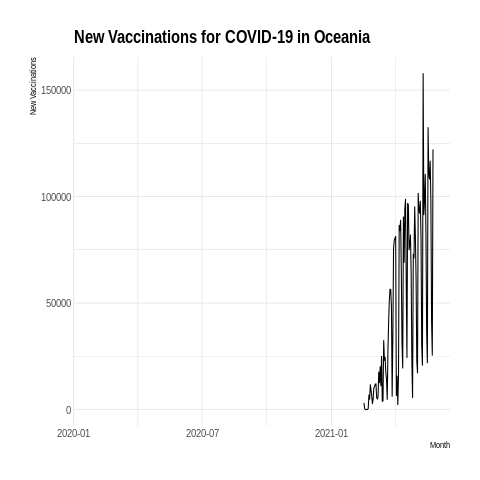 New Vaccinations for COVID-19 in Oceania
New Vaccinations
150000
100000
50000
0
2020-01
2020-07
2021-01
Month